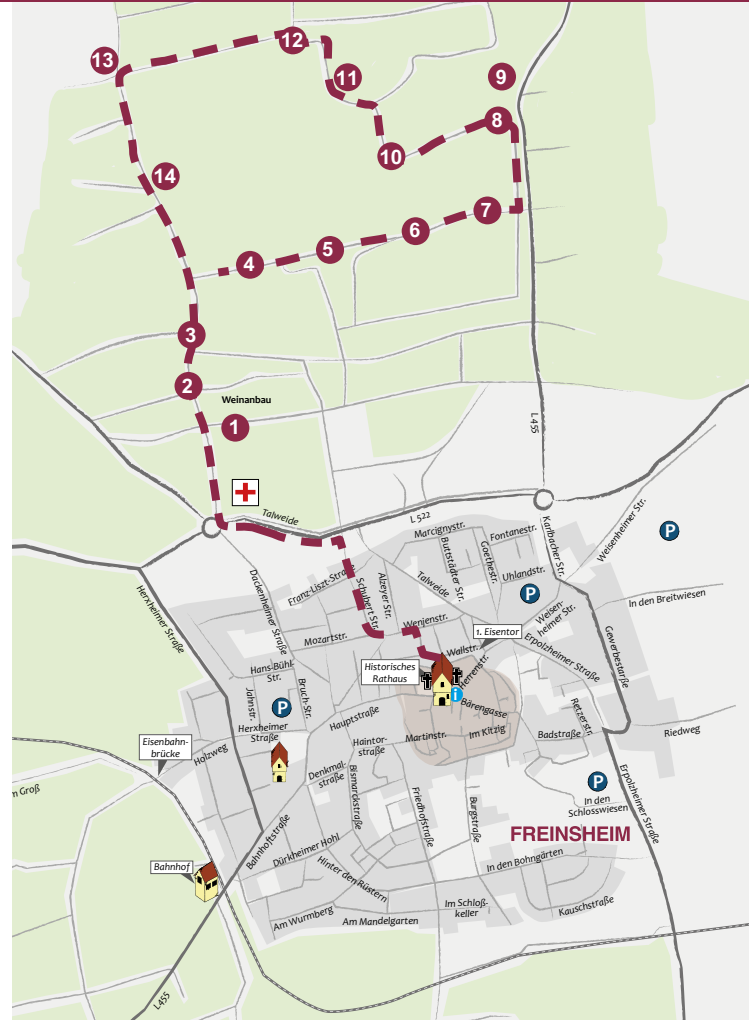 12
13
11
9
8
10
14
7
6
5
4
3
2
Weinanbau
1
L 455
Talweide
L 522
Marcignystr.
Fontanestr.
Karlbacher Str.
Weisenheimer Str.
P
Buttstädter Str.
Goethestr.
Uhlandstr.
Talweide
P
Franz-Liszt-Straße
Schubert Str.
Alzeyer Str.
Dackenheimer Straße
Herxheimer Straße
In den Breitwiesen
Weisen-
heimer Str.
Wenjenstr.
1. Eisentor
Mozartstr.
Wallstr.
Erpolzheimer Straße
Gewerbestarße
Historisches
Rathaus
Herrenstr.
i
Hans-Bühl-
Str.
Jahnstr.
Bruch-Str.
P
Bärengasse
Retzerstr.
Hauptstraße
Herxheimer
Straße
Martinstr.
Im Kitzig
Badstraße
Riedweg
Haintor-
straße
Eisenbahn-
brücke
Holzweg
Denkmal-
straße
Bismarckstraße
Friedhofstraße
Burgstraße
P
In den
Schlosswiesen
Erpolzheimer Straße
m Groß
FREINSHEIM
Bahnhofstraße
Dürkheimer Hohl
Hinter den Rüstern
In den Bohngärten
Bahnhof
Im Schloß-
keller
Kauschstraße
Am Wurmberg
Am Mandelgarten
L455